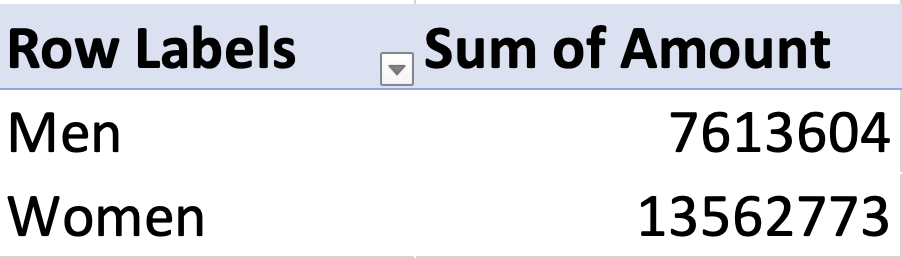 Row Labels Sum of Amount
Men 7613604
Women 13562773